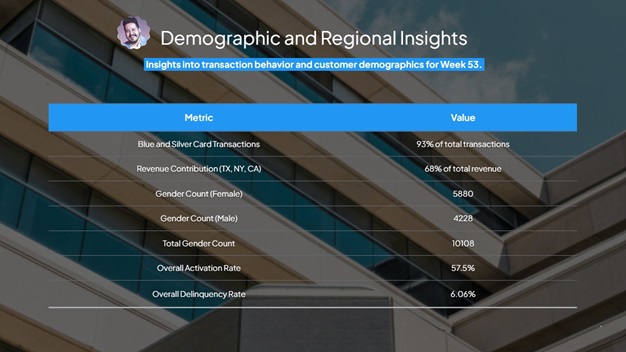 Demographic and Regional Insights
Insights into transaction behavior and customer demographics for Week 53.
Metric Value
Blue and Silver Card Transactions 93% of total transactions
Revenue Contribution (TX, NY, CA) 68% of total revenue
Gender Count (Female) 5880
Gender Count (Male) 4228
Total Gender Count 10108
Overall Activation Rate 57.5%
Overall Delinquency Rate 6.06%